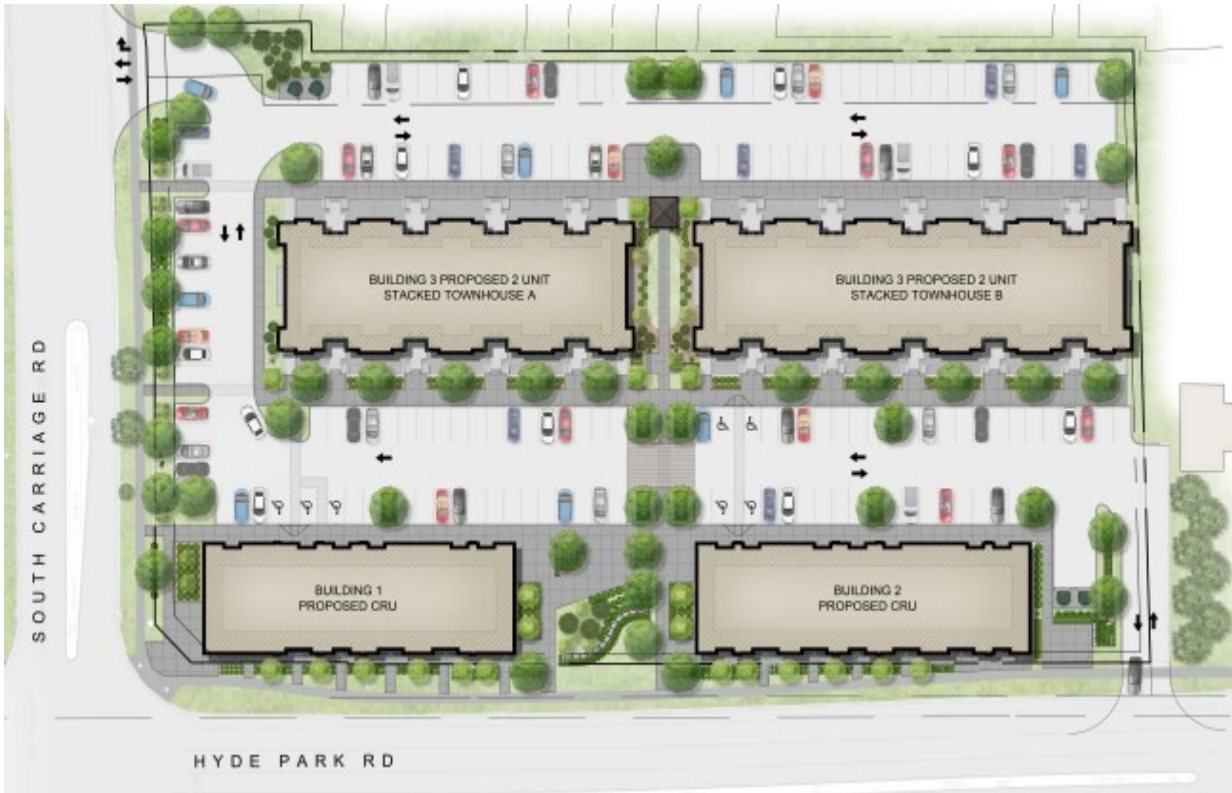 BUILDING 3 PROPOSED 2 UNIT
STACKED TOWNHOUSE A
BUILDING 3 PROPOSED 2 UNIT
STACKED TOWNHOUSE B
SOUTH CARRIAGE RD
BUILDING 1
PROPOSED CRU
BUILDING 2
PROPOSED CRU
HYDE PARK RD